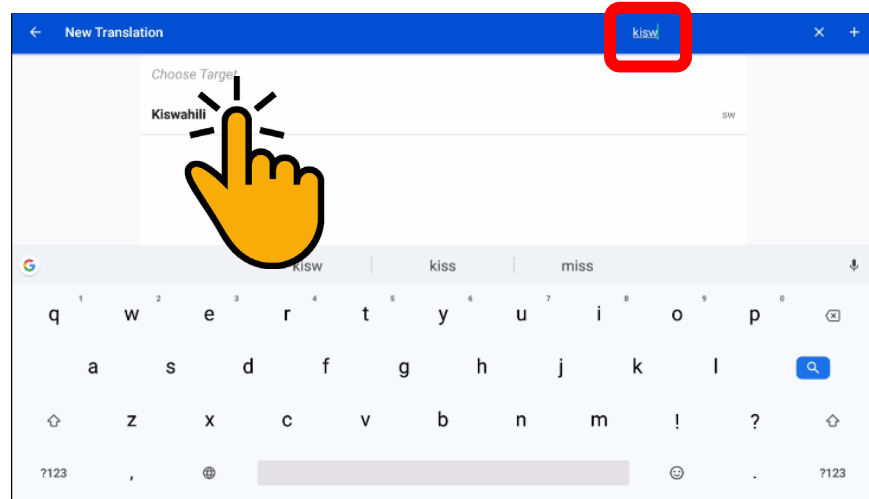 New Translation kisw
Choose Target
Kiswahili sw
kisw kiss miss
q 1 w 2 e 3 r 4 t 5 y 6 u 7 i 8 o 9 p 0
a s d f g h j k l
z x c v b n m ! ?
?123 , . ?123